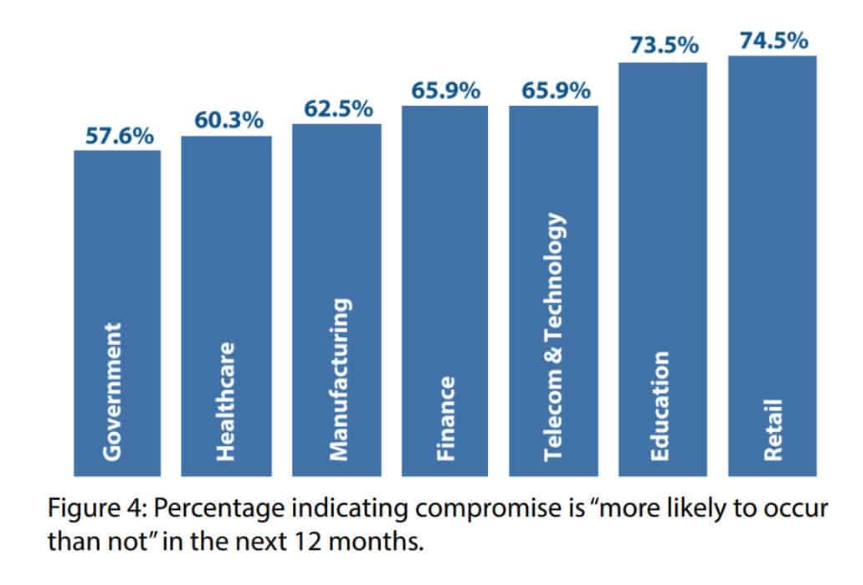 57.6%
60.3%
62.5%
65.9%
65.9%
73.5%
74.5%
Government
Healthcare
Manufacturing
Finance
Telecom & Technology
Education
Retail
Figure 4: Percentage indicating compromise is “more likely to occur
than not” in the next 12 months.